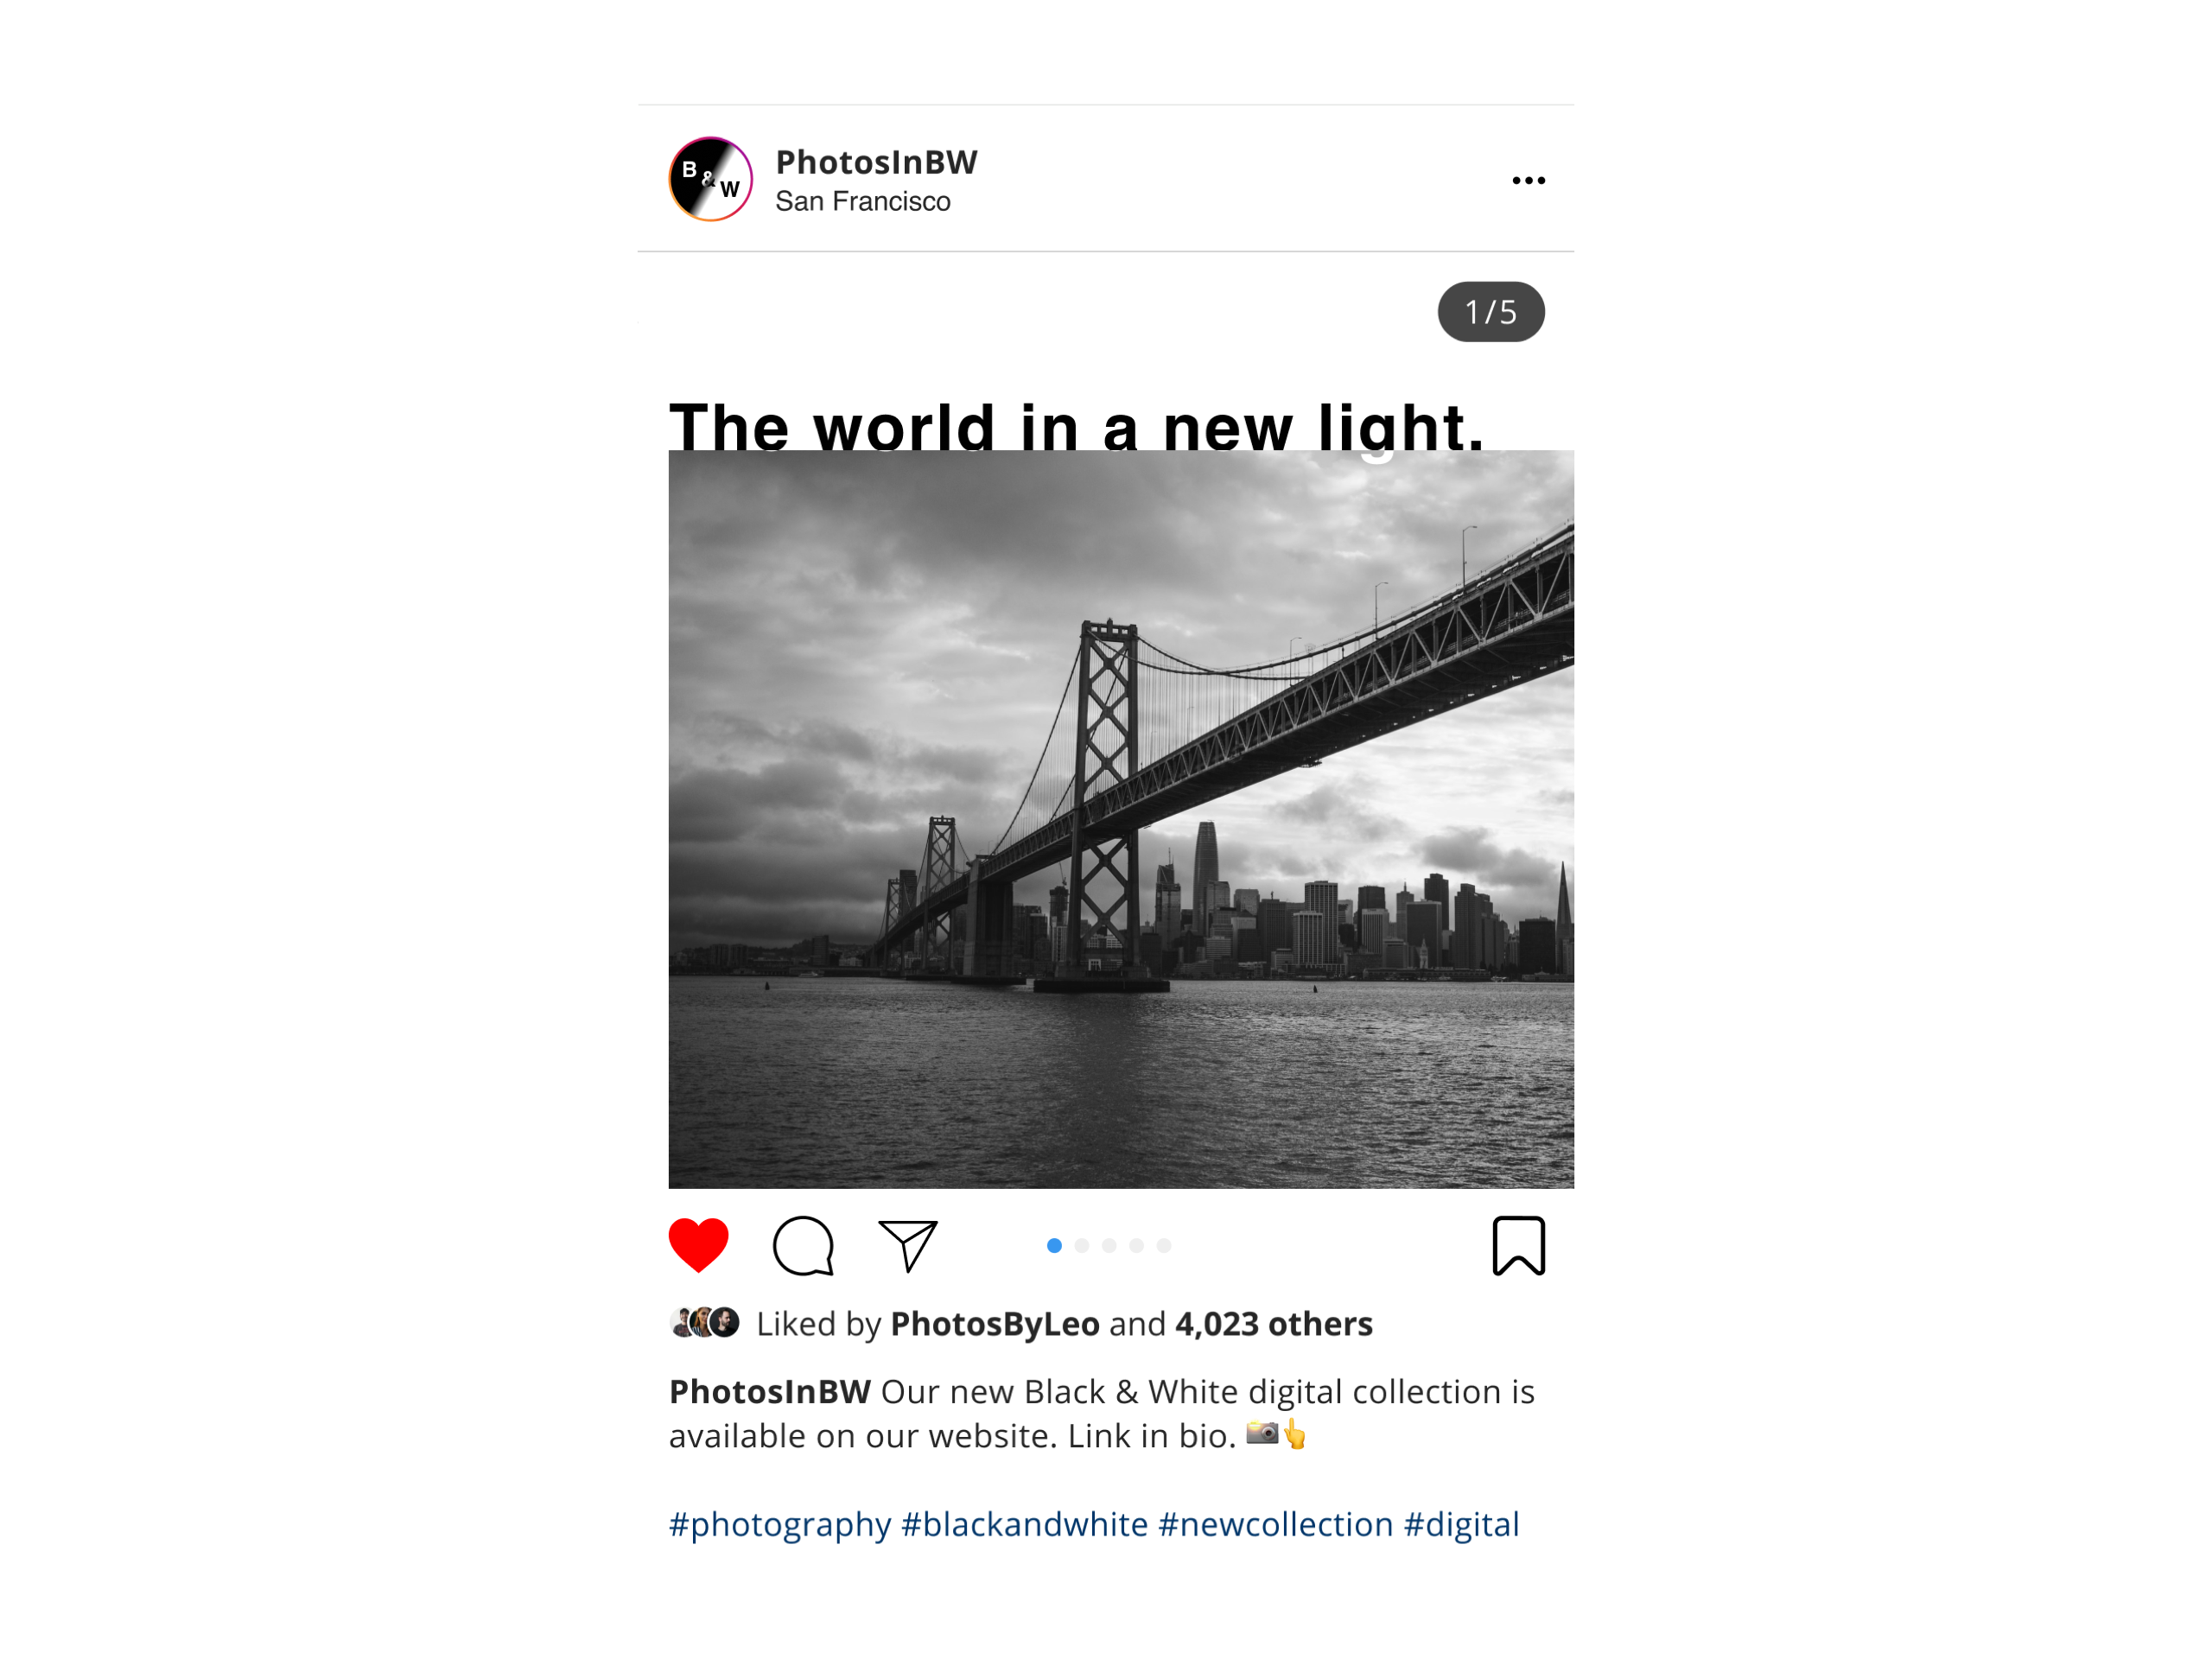 B & W
PhotosInBW
San Francisco
1/5
The world in a new light.
Liked by PhotosByLeo and 4,023 others
PhotosInBW Our new Black & White digital collection is
available on our website. Link in bio. 📷👆
#photography #blackandwhite #newcollection #digital